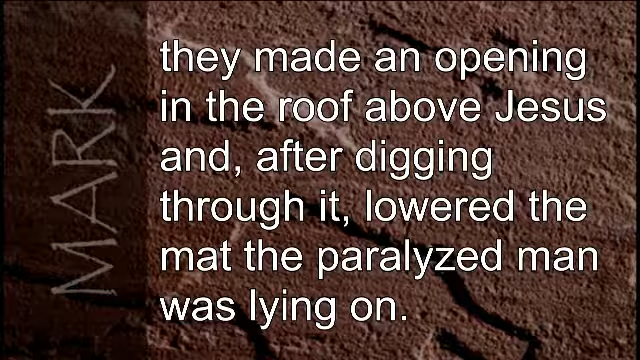 MARK
they made an opening
in the roof above Jesus
and, after digging
through it, lowered the
mat the paralyzed man
was lying on.